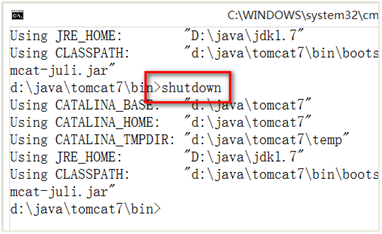 C:\WINDOWS\system32\cm
Using JRE_HOME:        "D:\java\jdk1.7"
Using CLASSPATH:       "d:\java\tomcat7\bin\boots
mcat-juli.jar"
d:\java\tomcat7\bin>shutdown
Using CATALINA_BASE:   "d:\java\tomcat7"
Using CATALINA_HOME:   "d:\java\tomcat7"
Using CATALINA_TMPDIR: "d:\java\tomcat7\temp"
Using JRE_HOME:        "D:\java\jdk1.7"
Using CLASSPATH:       "d:\java\tomcat7\bin\boots
mcat-juli.jar"
d:\java\tomcat7\bin>